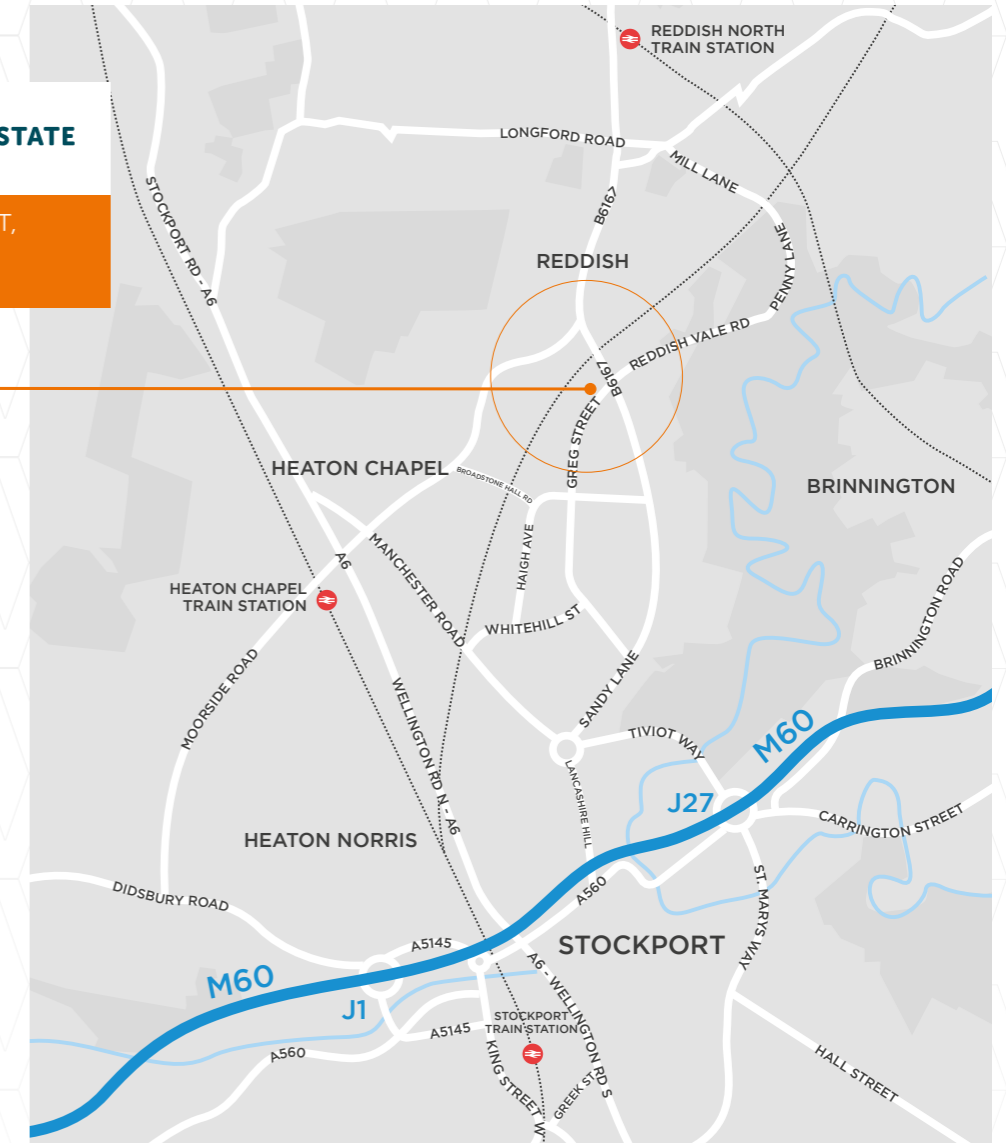 REDDISH NORTH
TRAIN STATION
STATE
LONGFORD ROAD
MILL LANE
STOCKPORT RD - A6
B6167
T,
PENNY LANE
REDDISH
REDDISH VALE RD
B6167
GREG STREET
HEATON CHAPEL
BROADSTONE HALL RD
BRINNINGTON
HAIGH AVE
A6
MANCHESTER ROAD
HEATON CHAPEL
TRAIN STATION
WHITEHILL ST
BRINNINGTON ROAD
MOORSIDE ROAD
SANDY LANE
WELLINGTON RD N - A6
TIVIOT WAY
M60
LANCASHIRE HILL
J27
CARRINGTON STREET
HEATON NORRIS
DIDSBURY ROAD
A560
ST. MARYS WAY
A5145
STOCKPORT
M60
A6 - WELLINGTON RD S
J1
STOCKPORT
TRAIN STATION
A5145
A560
KING STREET W
GREEK ST
HALL STREET